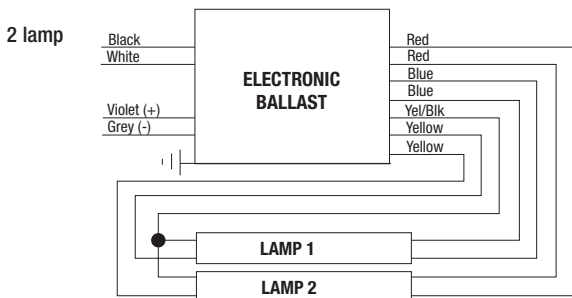 2 lamp
Black
White
Violet (+)
Grey (-)
ELECTRONIC
BALLAST
Red
Red
Blue
Blue
Yel/Blk
Yellow
Yellow
LAMP 1
LAMP 2